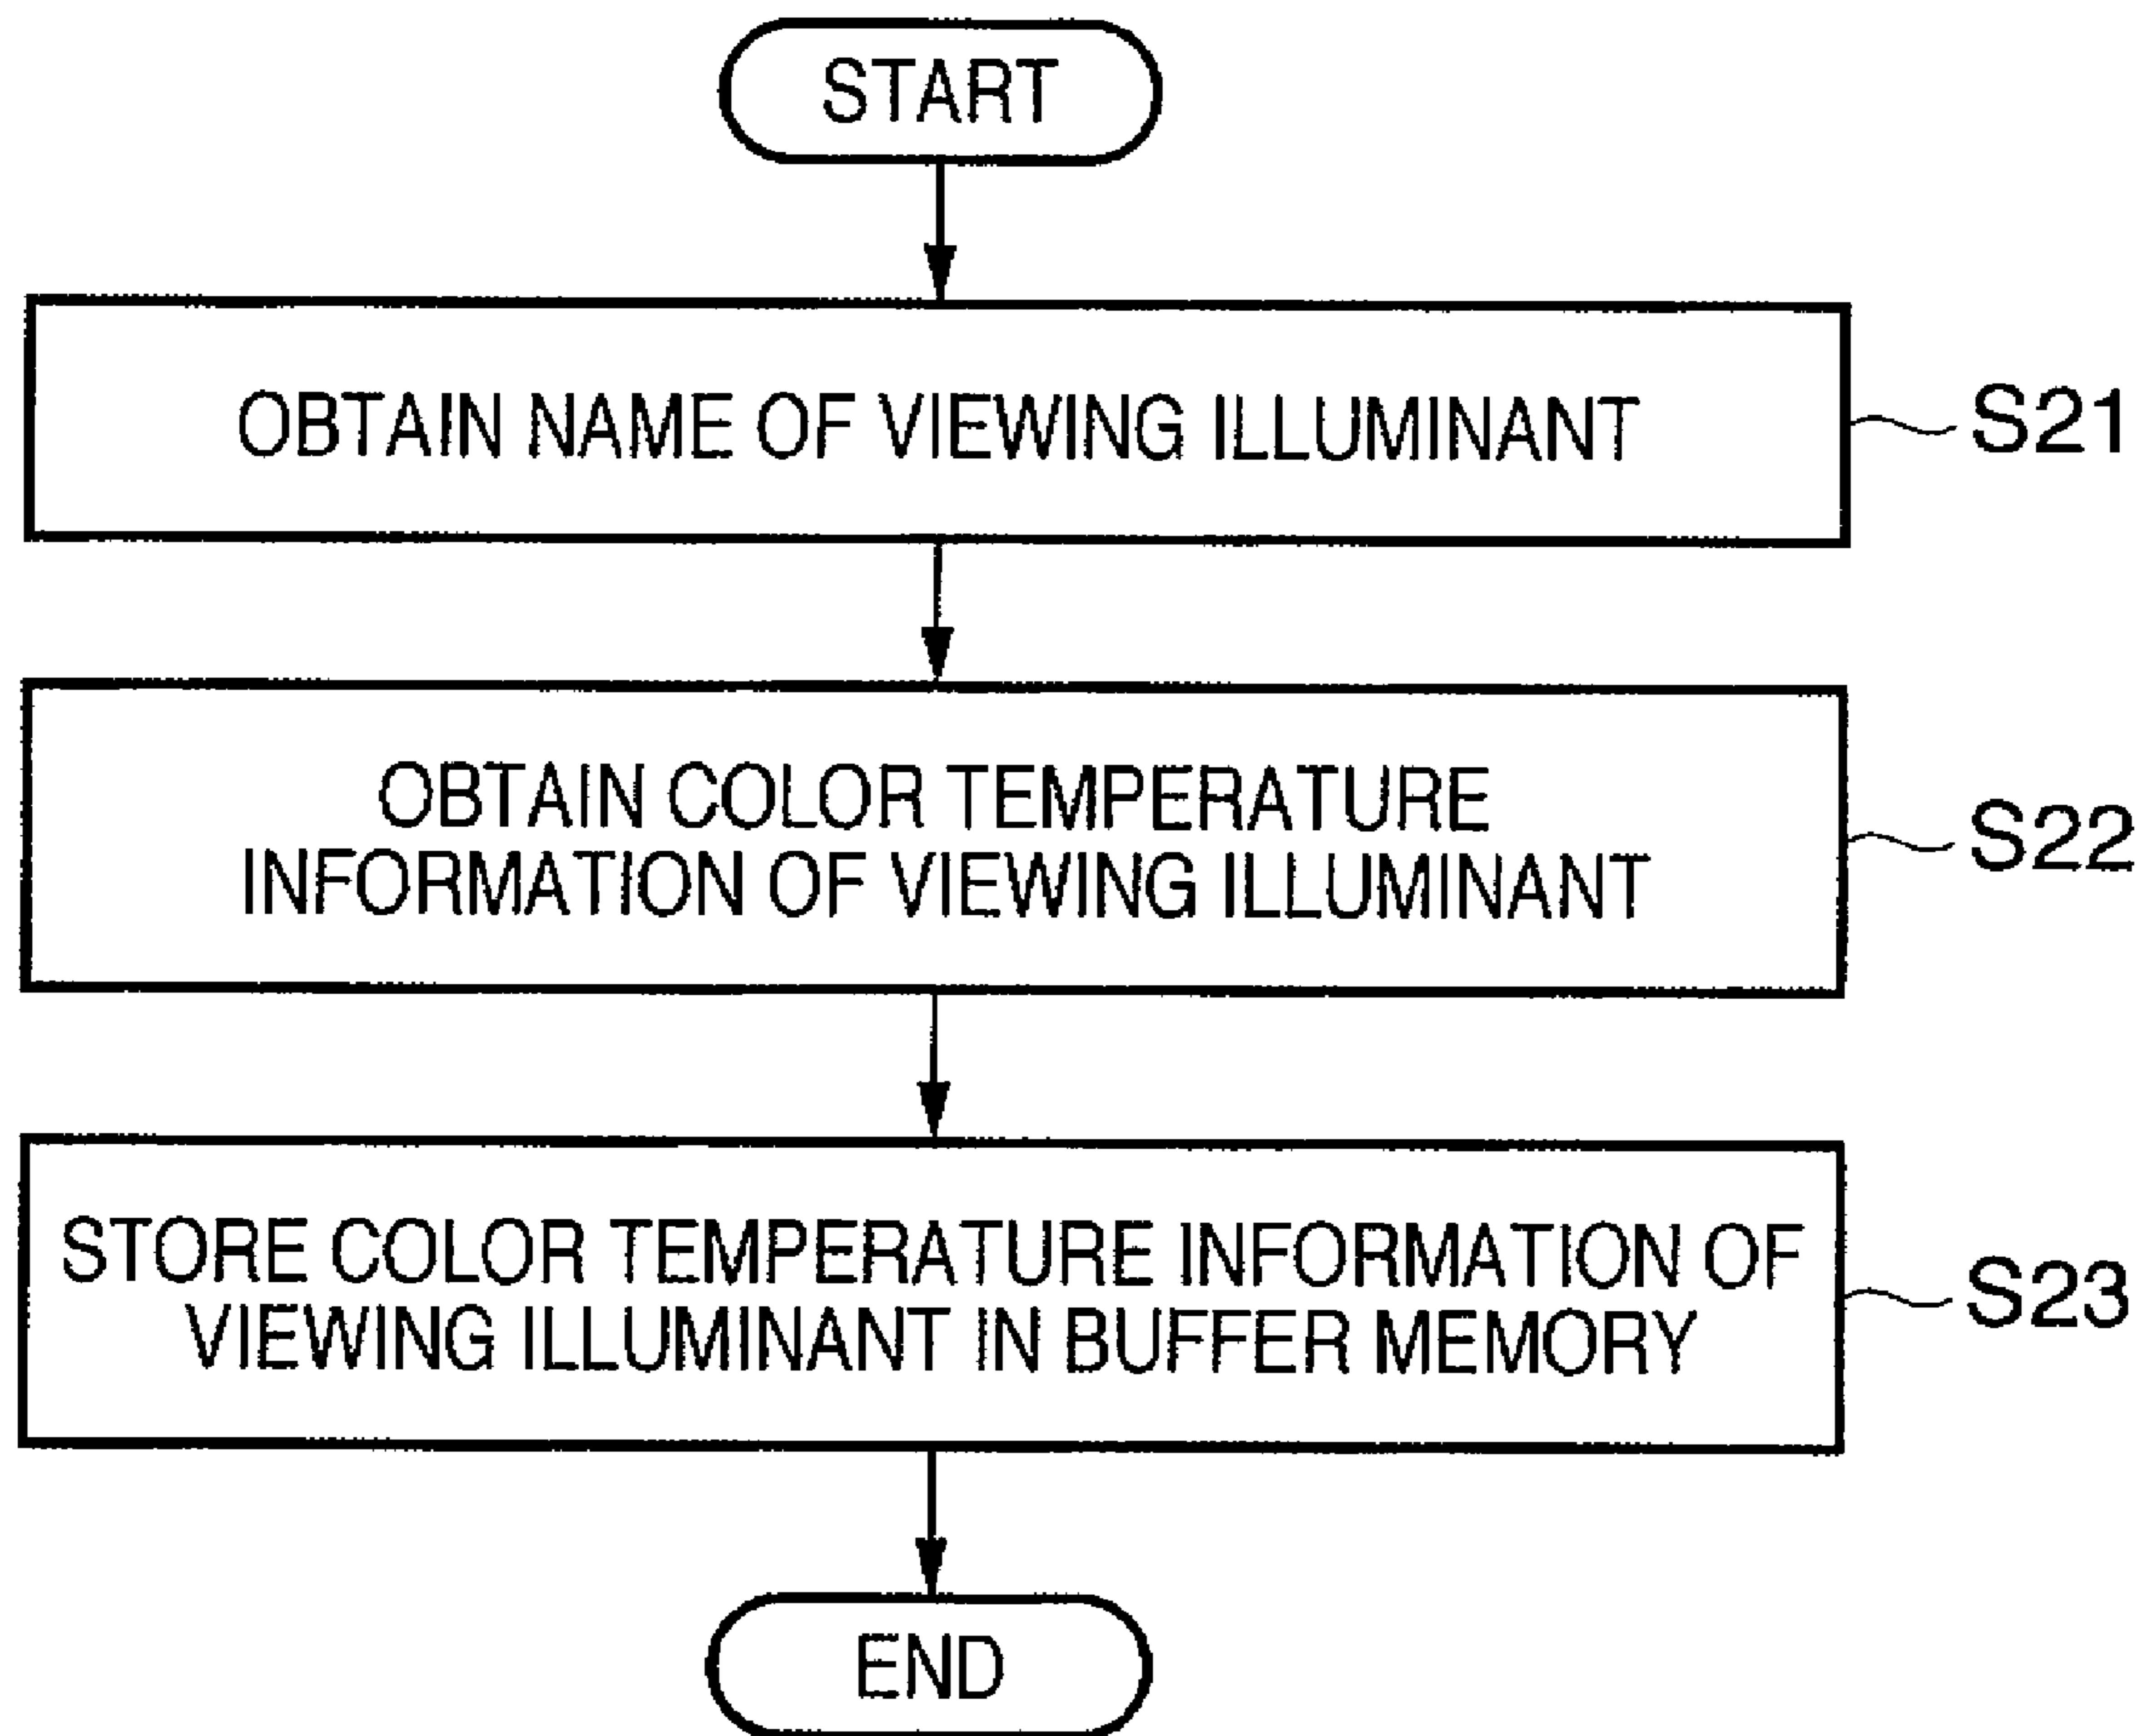 START
OBTAIN NAME OF VIEWING ILLUMINANT
S21
OBTAIN COLOR TEMPERATURE
INFORMATION OF VIEWING ILLUMINANT
S22
STORE COLOR TEMPERATURE INFORMATION OF
VIEWING ILLUMINANT IN BUFFER MEMORY
S23
END